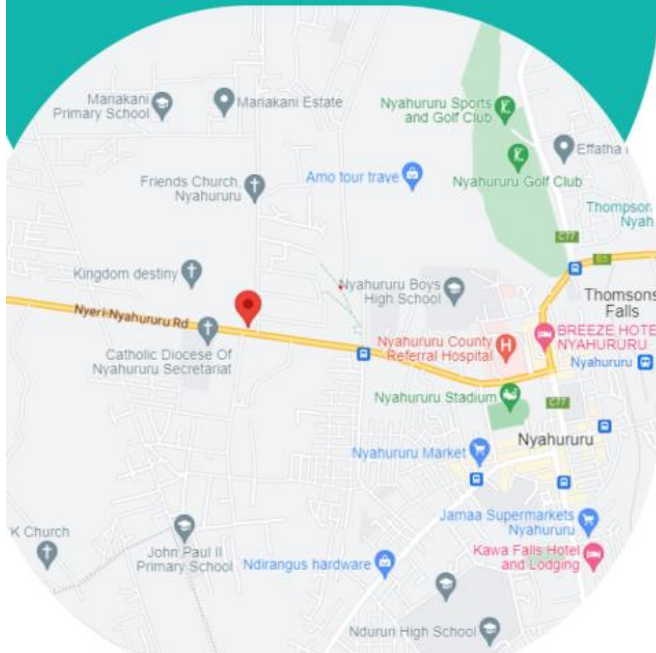 Mariakani
Primary School
Mariakani Estate
Nyahururu Sports
and Golf Club
Effatha
Friends Church,
Nyahururu
Amo tour trave
Nyahururu Golf Club
Thompson
Nyah
C77
Kingdom destiny
Nyahururu Boys
High School
Nyeri-Nyahururu Rd
Thomsons
Falls
Catholic Diocese Of
Nyahururu Secretariat
Nyahururu County
Referral Hospital
H
BREEZE HOTE
NYAHURURU
Nyahururu
Nyahururu Stadium
C77
Nyahururu
Nyahururu Market
K Church
John Paul II
Primary School
Jamaa Supermarkets
Nyahururu
Ndirangus hardware
Kawa Falls Hotel
and Lodging
Ndururi High School